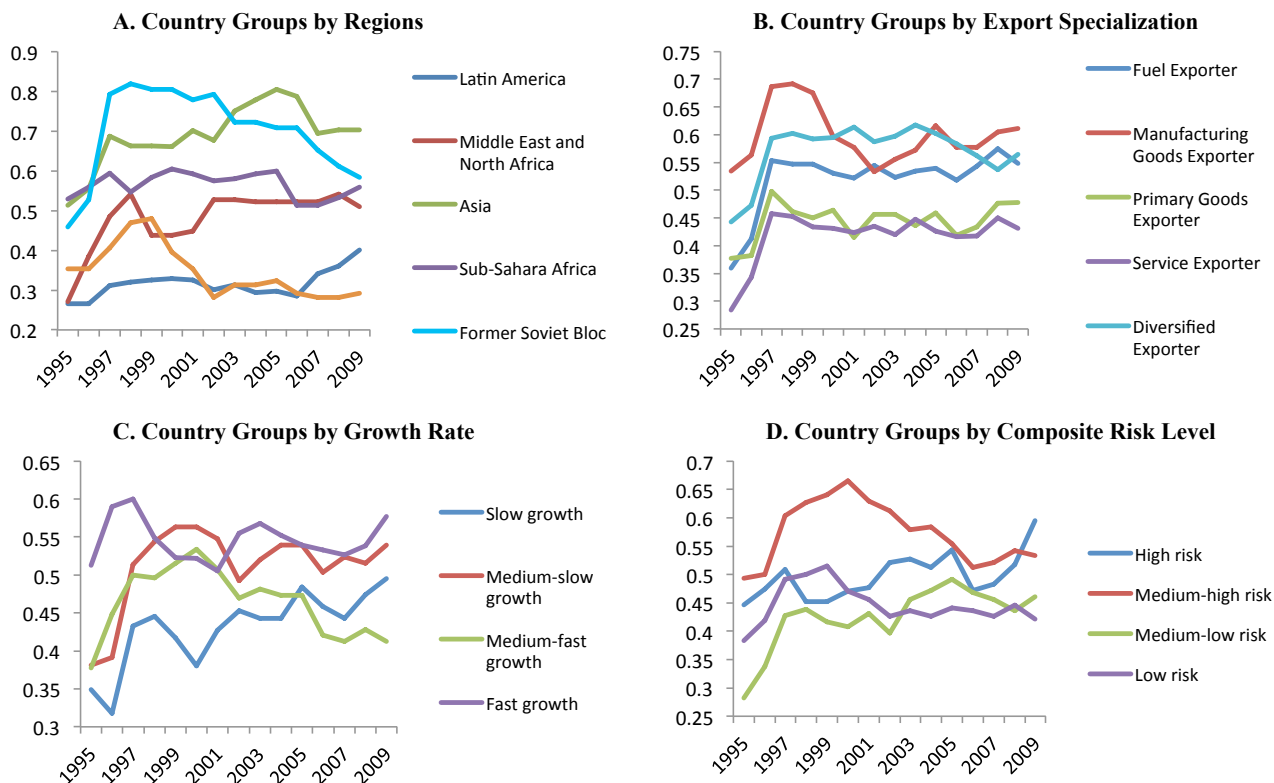 A. Country Groups by Regions
0.9
0.8
0.7
0.6
0.5
0.4
0.3
0.2
1995
1997
1999
2001
2003
2005
2007
2009
Latin America
Middle East and
North Africa
Asia
Sub-Sahara Africa
Former Soviet Bloc
B. Country Groups by Export Specialization
0.75
0.7
0.65
0.6
0.55
0.5
0.45
0.4
0.35
0.3
0.25
1995
1997
1999
2001
2003
2005
2007
2009
Fuel Exporter
Manufacturing
Goods Exporter
Primary Goods
Exporter
Service Exporter
Diversified
Exporter
C. Country Groups by Growth Rate
0.65
0.6
0.55
0.5
0.45
0.4
0.35
0.3
1995
1997
1999
2001
2003
2005
2007
2009
Slow growth
Medium-slow
growth
Medium-fast
growth
Fast growth
D. Country Groups by Composite Risk Level
0.7
0.65
0.6
0.55
0.5
0.45
0.4
0.35
0.3
0.25
1995
1997
1999
2001
2003
2005
2007
2009
High risk
Medium-high risk
Medium-low risk
Low risk